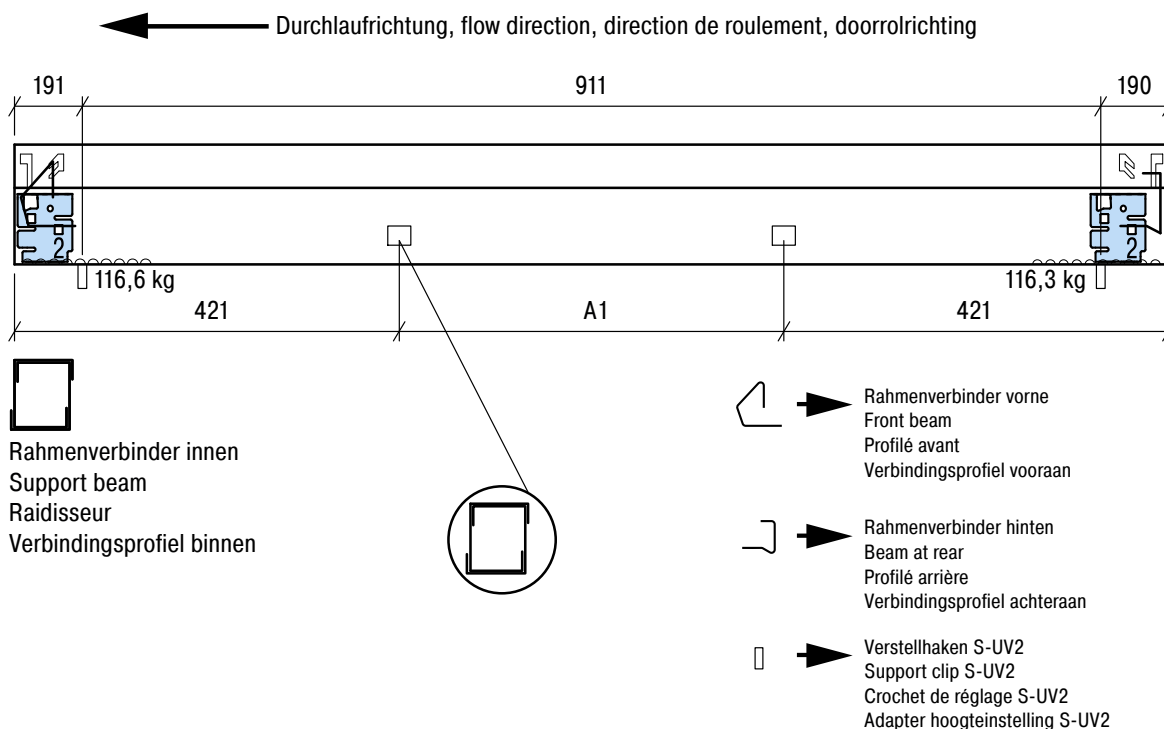 Durchlaufrichtung, flow direction, direction de roulement, doorrolrichting
191 911 190
2 2
116,6 kg 116,3 kg
421 A1 421
Rahmenverbinder innen
Support beam
Raidisseur
Verbindingsprofiel binnen
Rahmenverbinder vorne
Front beam
Profilé avant
Verbindingsprofiel vooraan
Rahmenverbinder hinten
Beam at rear
Profilé arrière
Verbindingsprofiel achteraan
Verstellhaken S-UV2
Support clip S-UV2
Crochet de réglage S-UV2
Adapter hoogteinstelling S-UV2